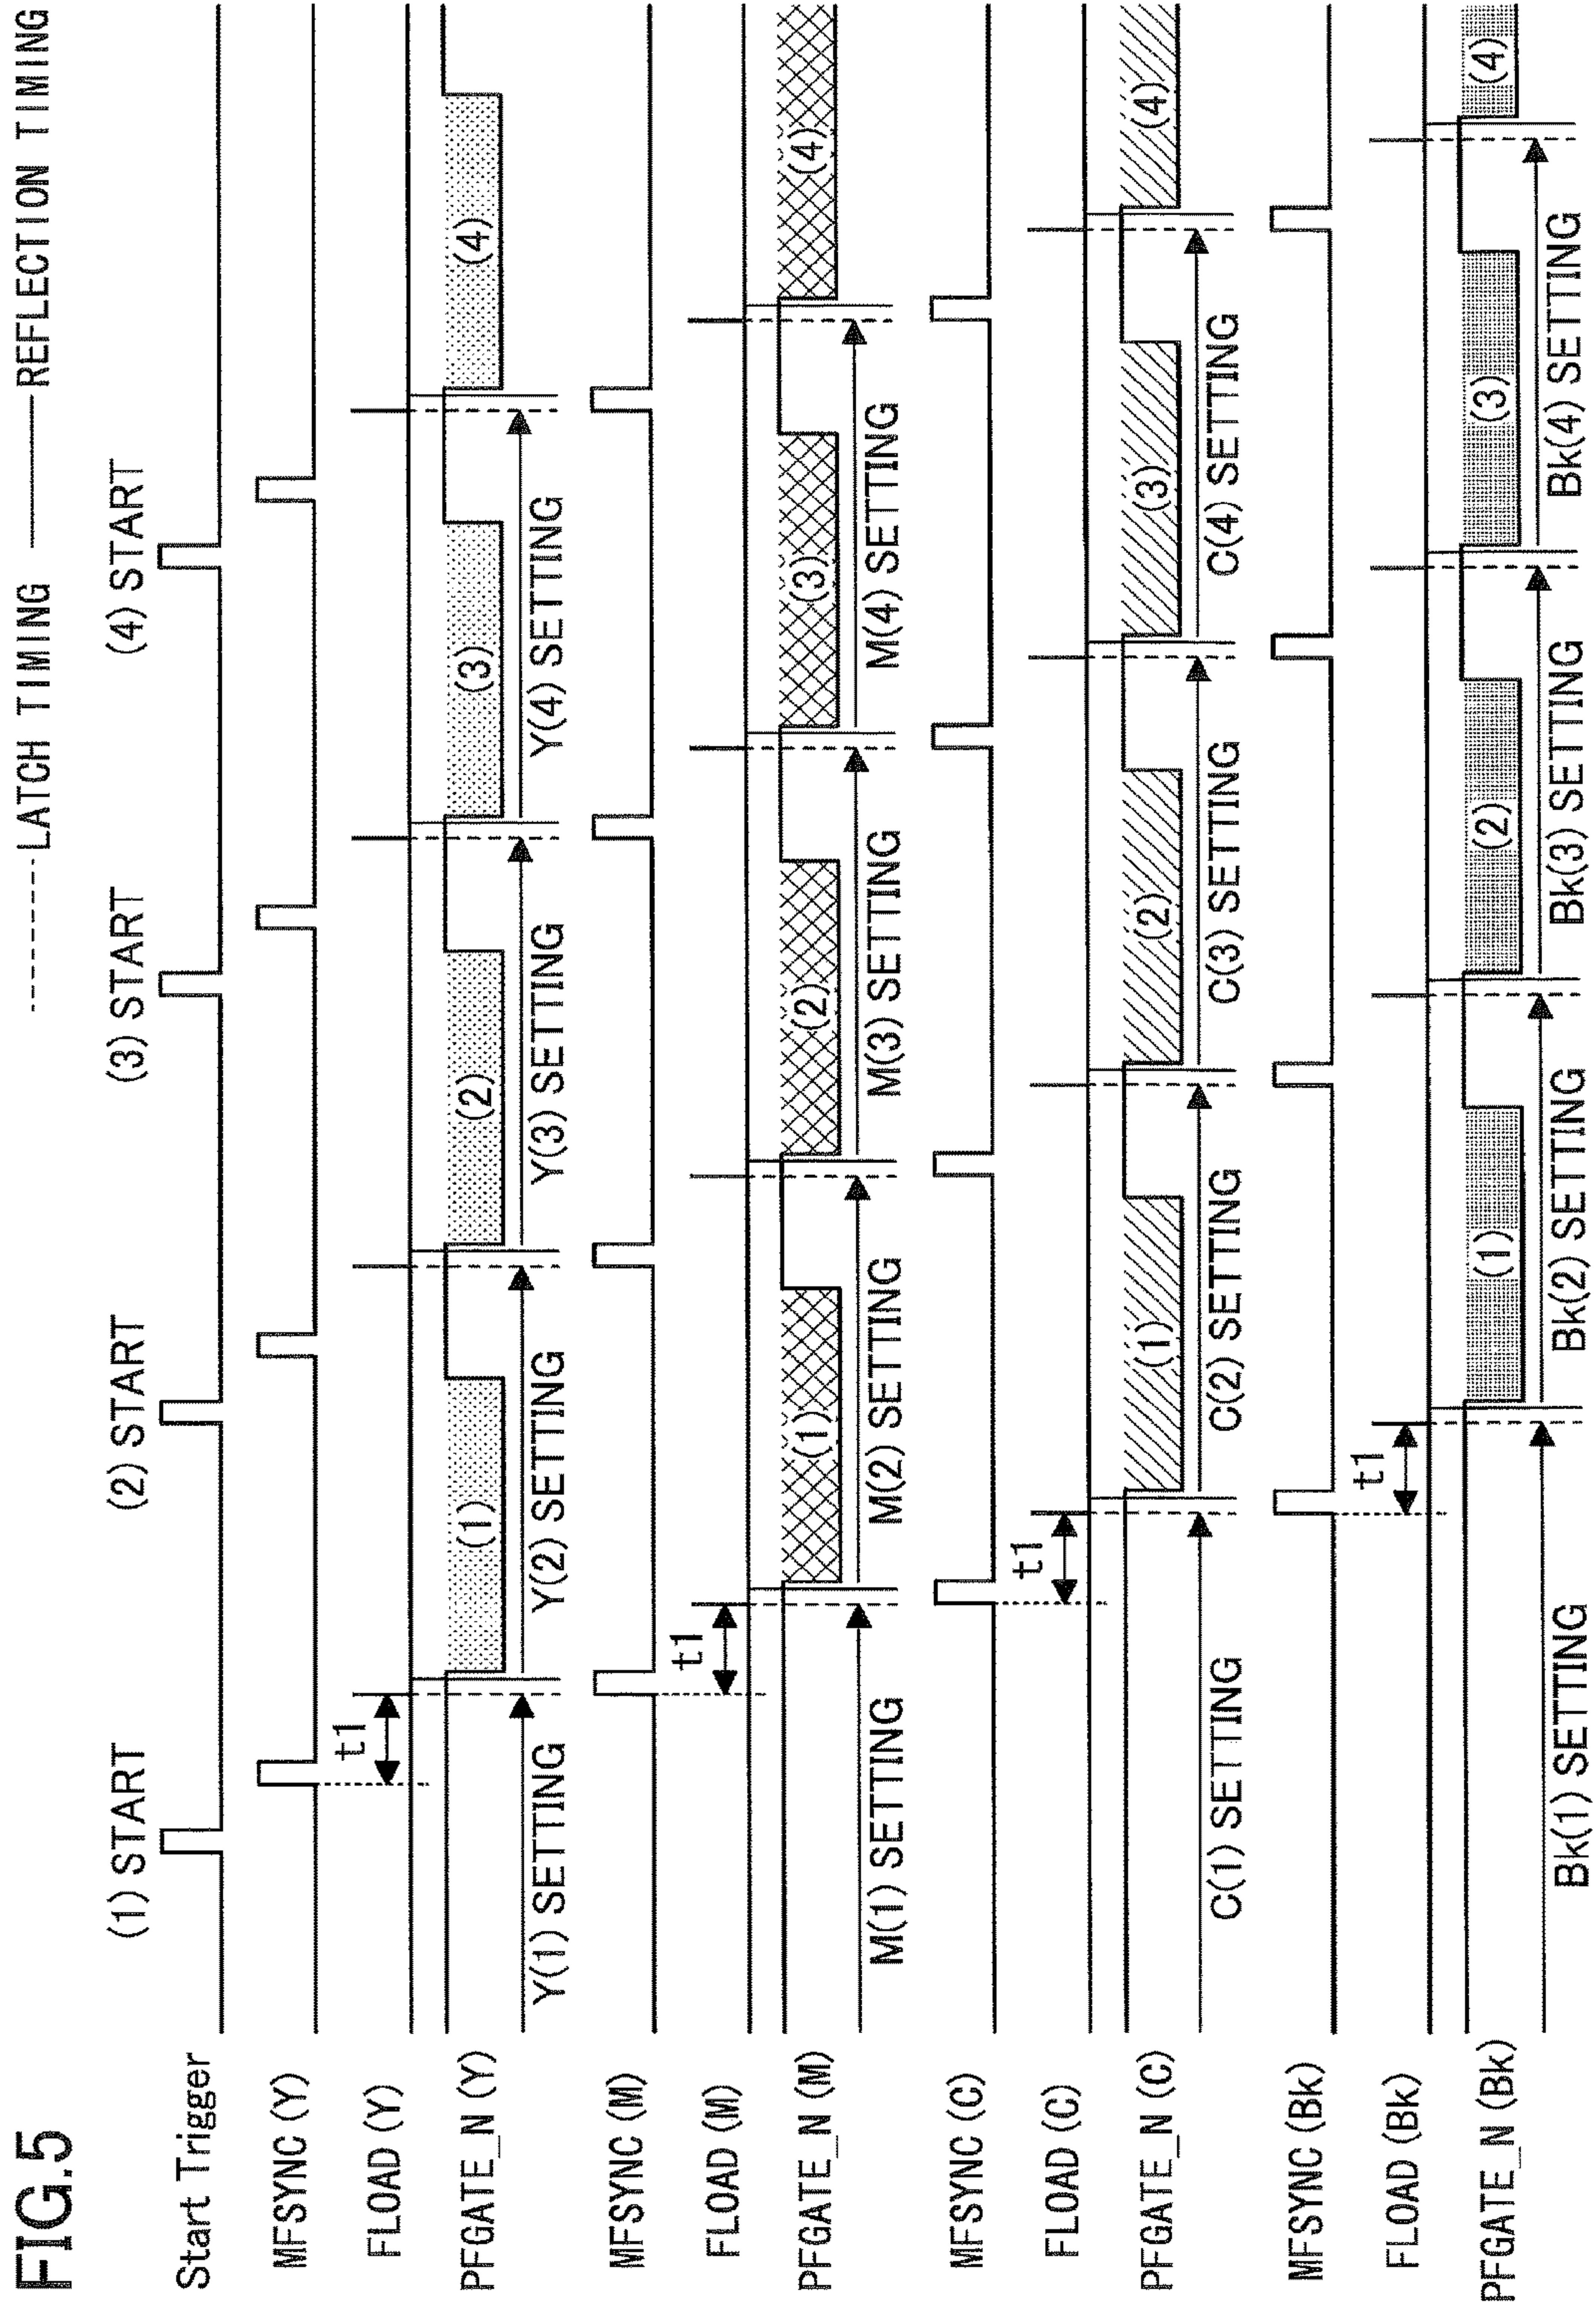 FIG.5
LATCH TIMING
REFLECTION TIMING
(1) START
(2) START
(3) START
(4) START
Start Trigger
MFSYNC (Y)
FLOAD (Y)
t1
PFGATE_N (Y)
(1)
(2)
(3)
(4)
Y(1) SETTING
Y(2) SETTING
Y(3) SETTING
Y(4) SETTING
MFSYNC (M)
FLOAD (M)
t1
PFGATE_N (M)
(1)
(2)
(3)
(4)
M(1) SETTING
M(2) SETTING
M(3) SETTING
M(4) SETTING
MFSYNC (C)
FLOAD (C)
t1
PFGATE_N (C)
(1)
(2)
(3)
(4)
C(1) SETTING
C(2) SETTING
C(3) SETTING
C(4) SETTING
MFSYNC (Bk)
FLOAD (Bk)
t1
PFGATE_N (Bk)
(1)
(2)
(3)
(4)
Bk(1) SETTING
Bk(2) SETTING
Bk(3) SETTING
Bk(4) SETTING